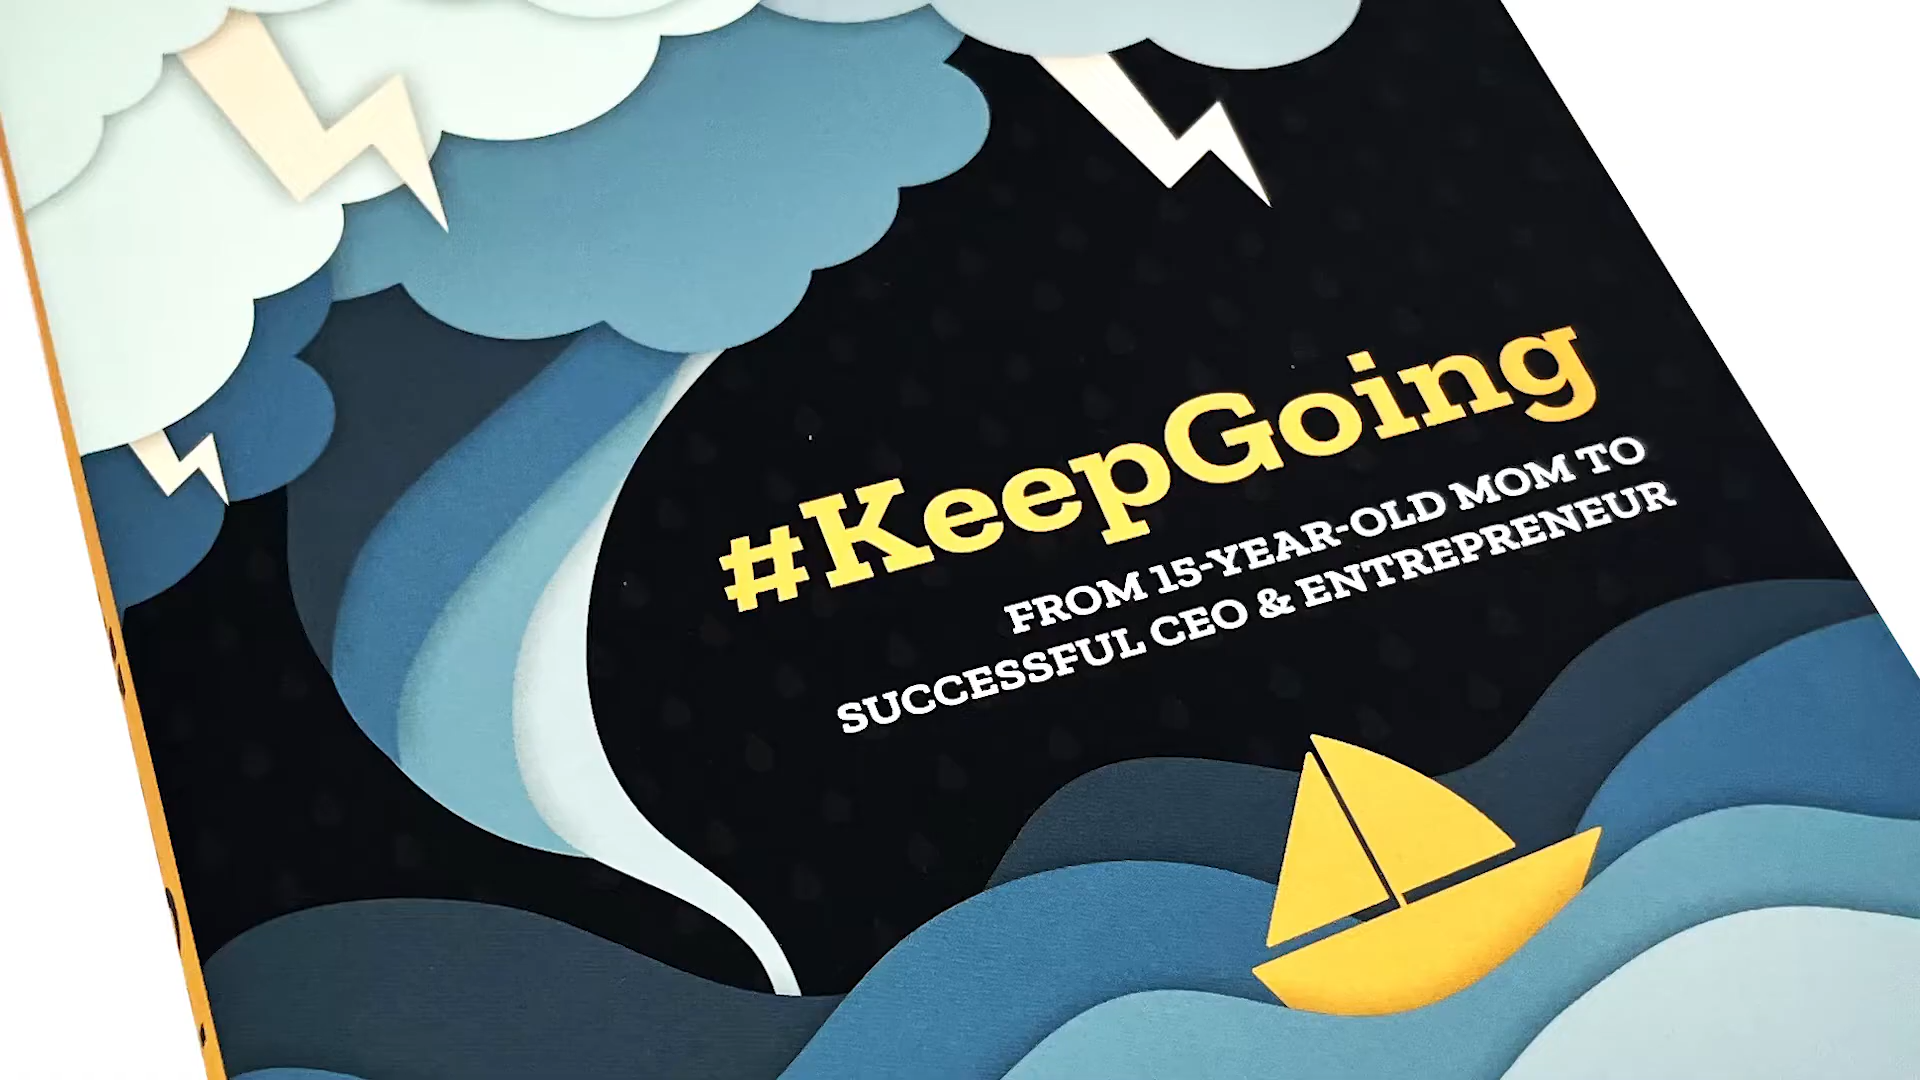 #KeepGoing
FROM 15-YEAR-OLD MOM TO
SUCCESSFUL CEO & ENTREPRENEUR